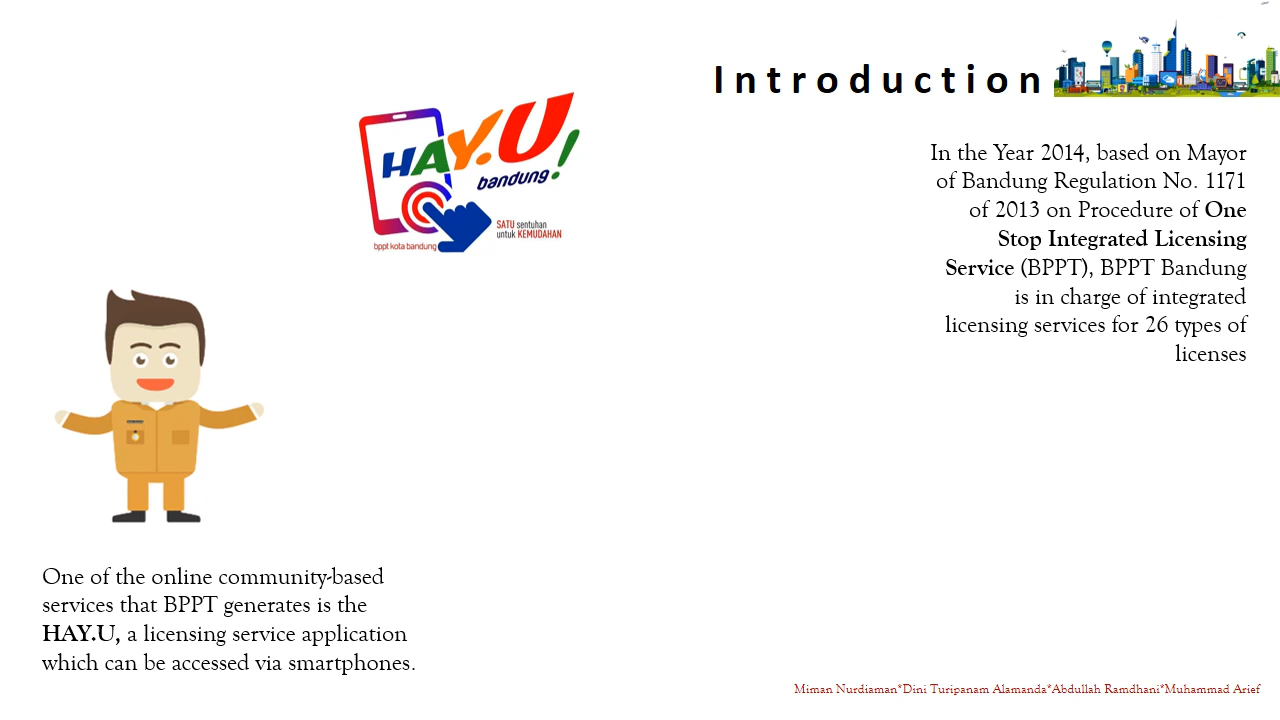 Introduction
HAY.U!
bandung
SATU sentuhan
untuk KEMUDAHAN
bppt kota bandung
In the Year 2014, based on Mayor
of Bandung Regulation No. 1171
of 2013 on Procedure of One
Stop Integrated Licensing
Service (BPPT), BPPT Bandung
is in charge of integrated
licensing services for 26 types of
licenses
One of the online community-based
services that BPPT generates is the
HAY.U, a licensing service application
which can be accessed via smartphones.
Miman Nurdiaman*Dini Turipanam Alamanda*Abdullah Ramdhani*Muhammad Arief